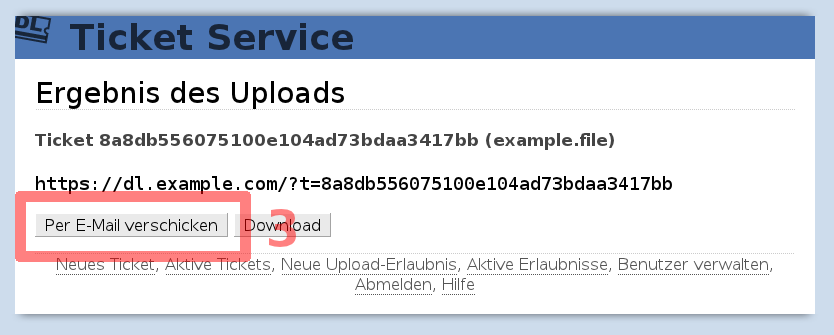 DL
Ticket Service
Ergebnis des Uploads
Ticket 8a8db556075100e104ad73bdaa3417bb (example.file)
https://dl.example.com/?t=8a8db556075100e104ad73bdaa3417bb
Per E-Mail verschicken Download
3
Neues Ticket, Aktive Tickets, Neue Upload-Erlaubnis, Aktive Erlaubnisse, Benutzer verwalten,
Abmelden, Hilfe